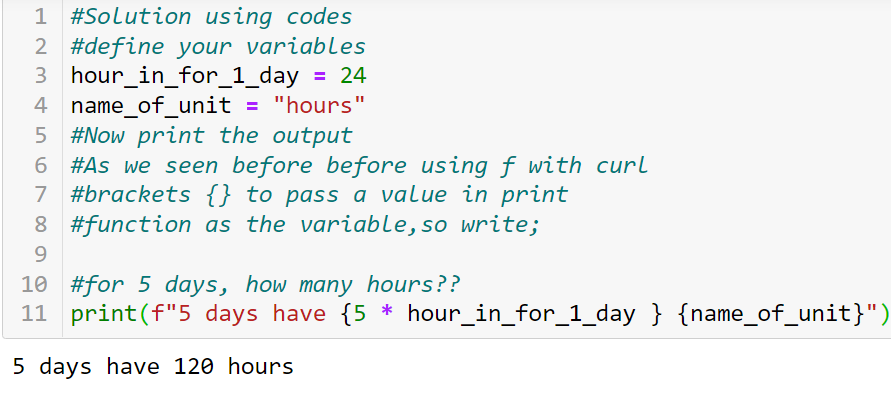 1 #Solution using codes
2 #define your variables
3 hour_in_for_1_day = 24
4 name_of_unit = "hours"
5 #Now print the output
6 #As we seen before before using f with curl
7 #brackets {} to pass a value in print
8 #function as the variable,so write;
9
10 #for 5 days, how many hours??
11 print(f"5 days have {5 * hour_in_for_1_day } {name_of_unit}")
5 days have 120 hours